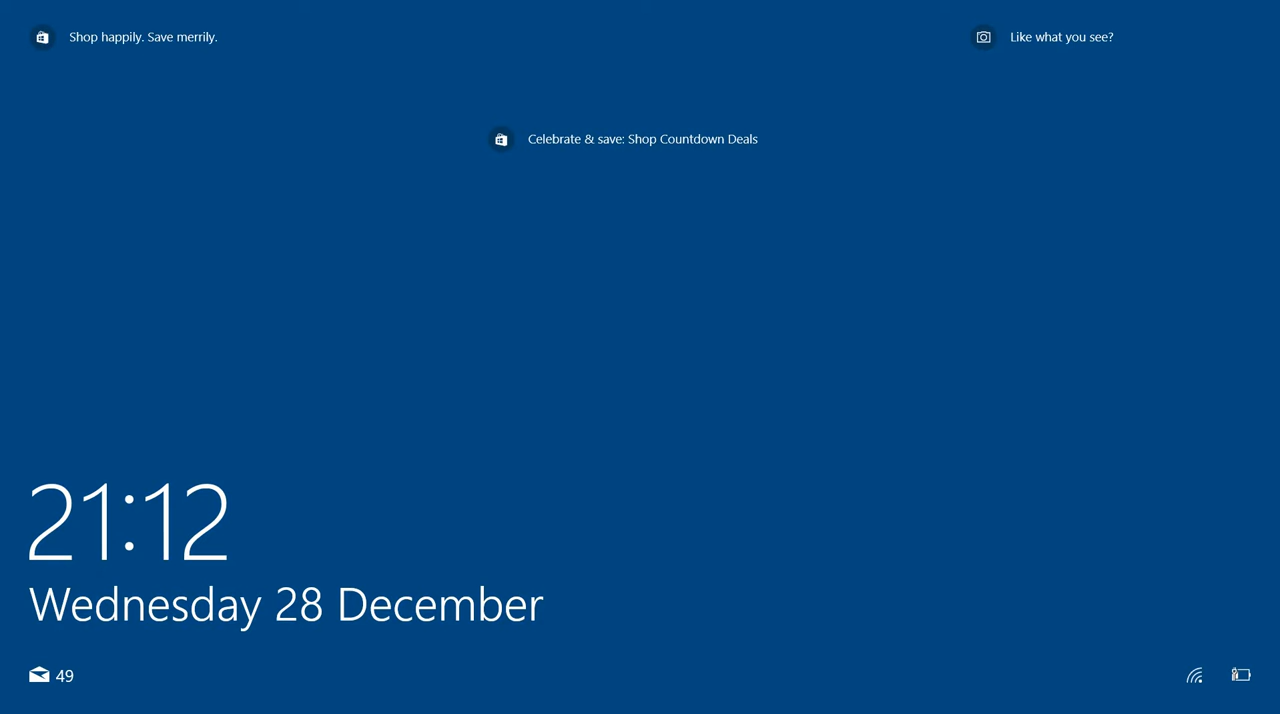 Shop happily. Save merrily.
Like what you see?
Celebrate & save: Shop Countdown Deals
21:12
Wednesday 28 December
49